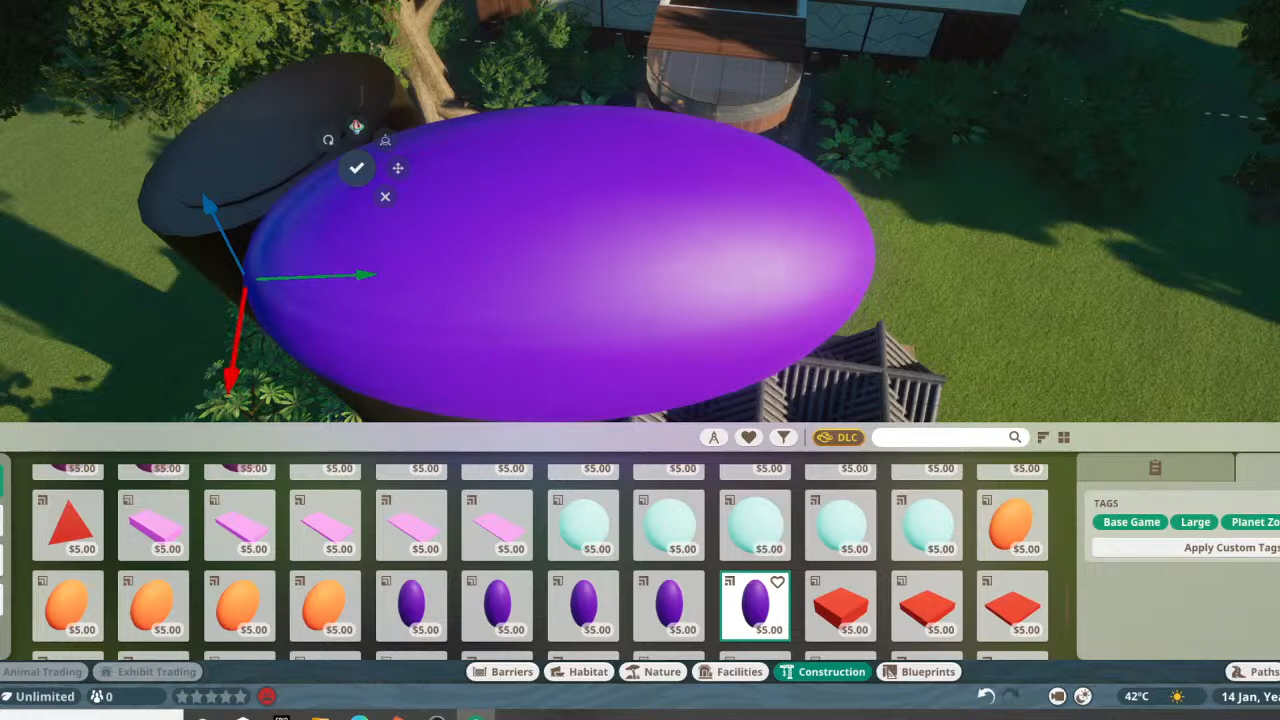 DLC
$5.00 $5.00 $5.00 $5.00 $5.00 $5.00 $5.00 $5.00 $5.00 $5.00 $5.00 $5.00
$5.00 $5.00 $5.00 $5.00 $5.00 $5.00 $5.00 $5.00 $5.00 $5.00 $5.00 $5.00
$5.00 $5.00 $5.00 $5.00 $5.00 $5.00 $5.00 $5.00 $5.00 $5.00 $5.00 $5.00
TAGS
Base Game Large Planet Zo
Apply Custom Tags
Animal Trading Exhibit Trading Barriers Habitat Nature Facilities Construction Blueprints Paths
Unlimited 0 42°C 14 Jan, Yea